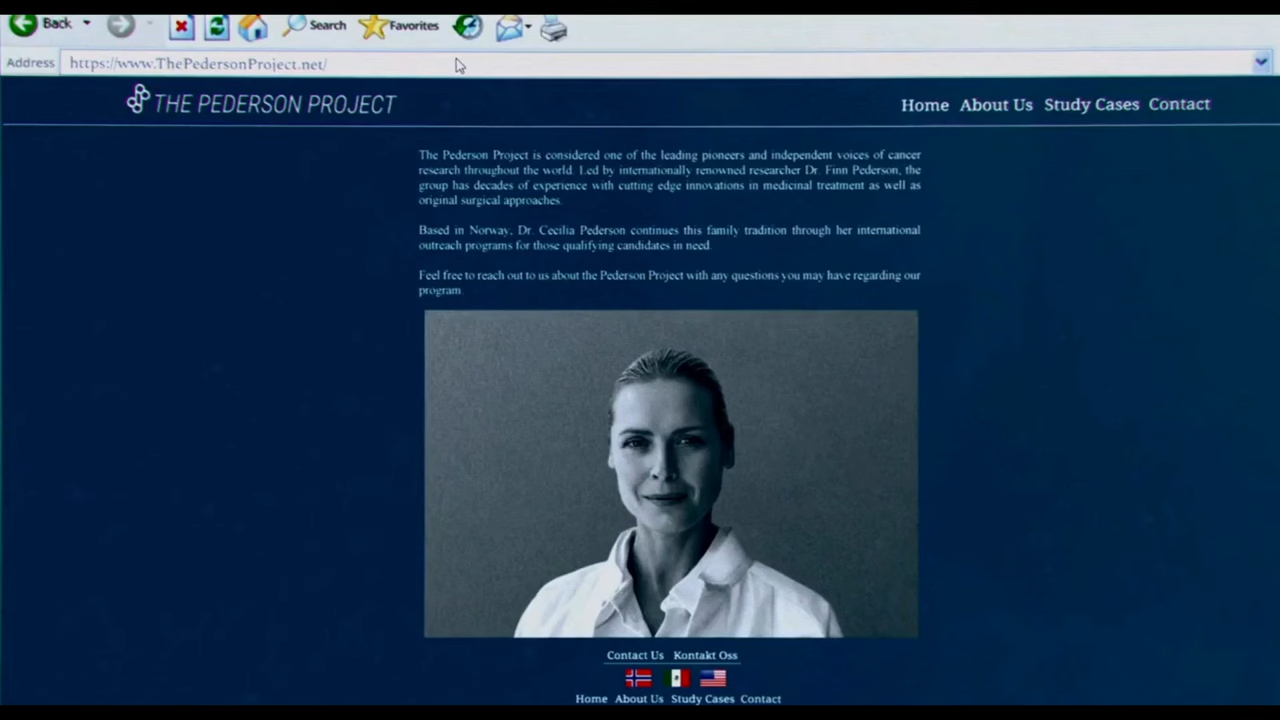 Back Search Favorites
Address https://www.ThePedersonProject.net/
THE PEDERSON PROJECT Home About Us Study Cases Contact
The Pederson Project is considered one of the leading pioneers and independent voices of cancer
research throughout the world. Led by internationally renowned researcher Dr. Finn Pederson, the
group has decades of experience with cutting edge innovations in medicinal treatment as well as
original surgical approaches.
Based in Norway, Dr. Cecilia Pederson continues this family tradition through her international
outreach programs for those qualifying candidates in need.
Feel free to reach out to us about the Pederson Project with any questions you may have regarding our
program.
Contact Us Kontakt Oss
Home About Us Study Cases Contact